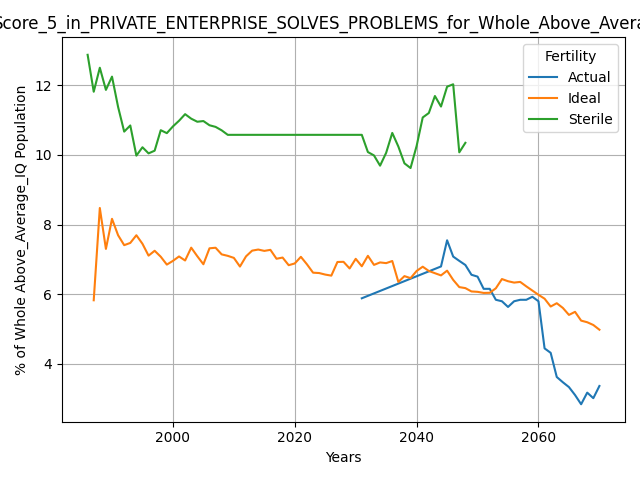 Score_5_in_PRIVATE_ENTERPRISE_SOLVES_PROBLEMS_for_Whole_Above_Avera
% of Whole Above_Average_IQ Population
12
10
8
6
4
Fertility
Actual
Ideal
Sterile
2000
2020
2040
2060
Years